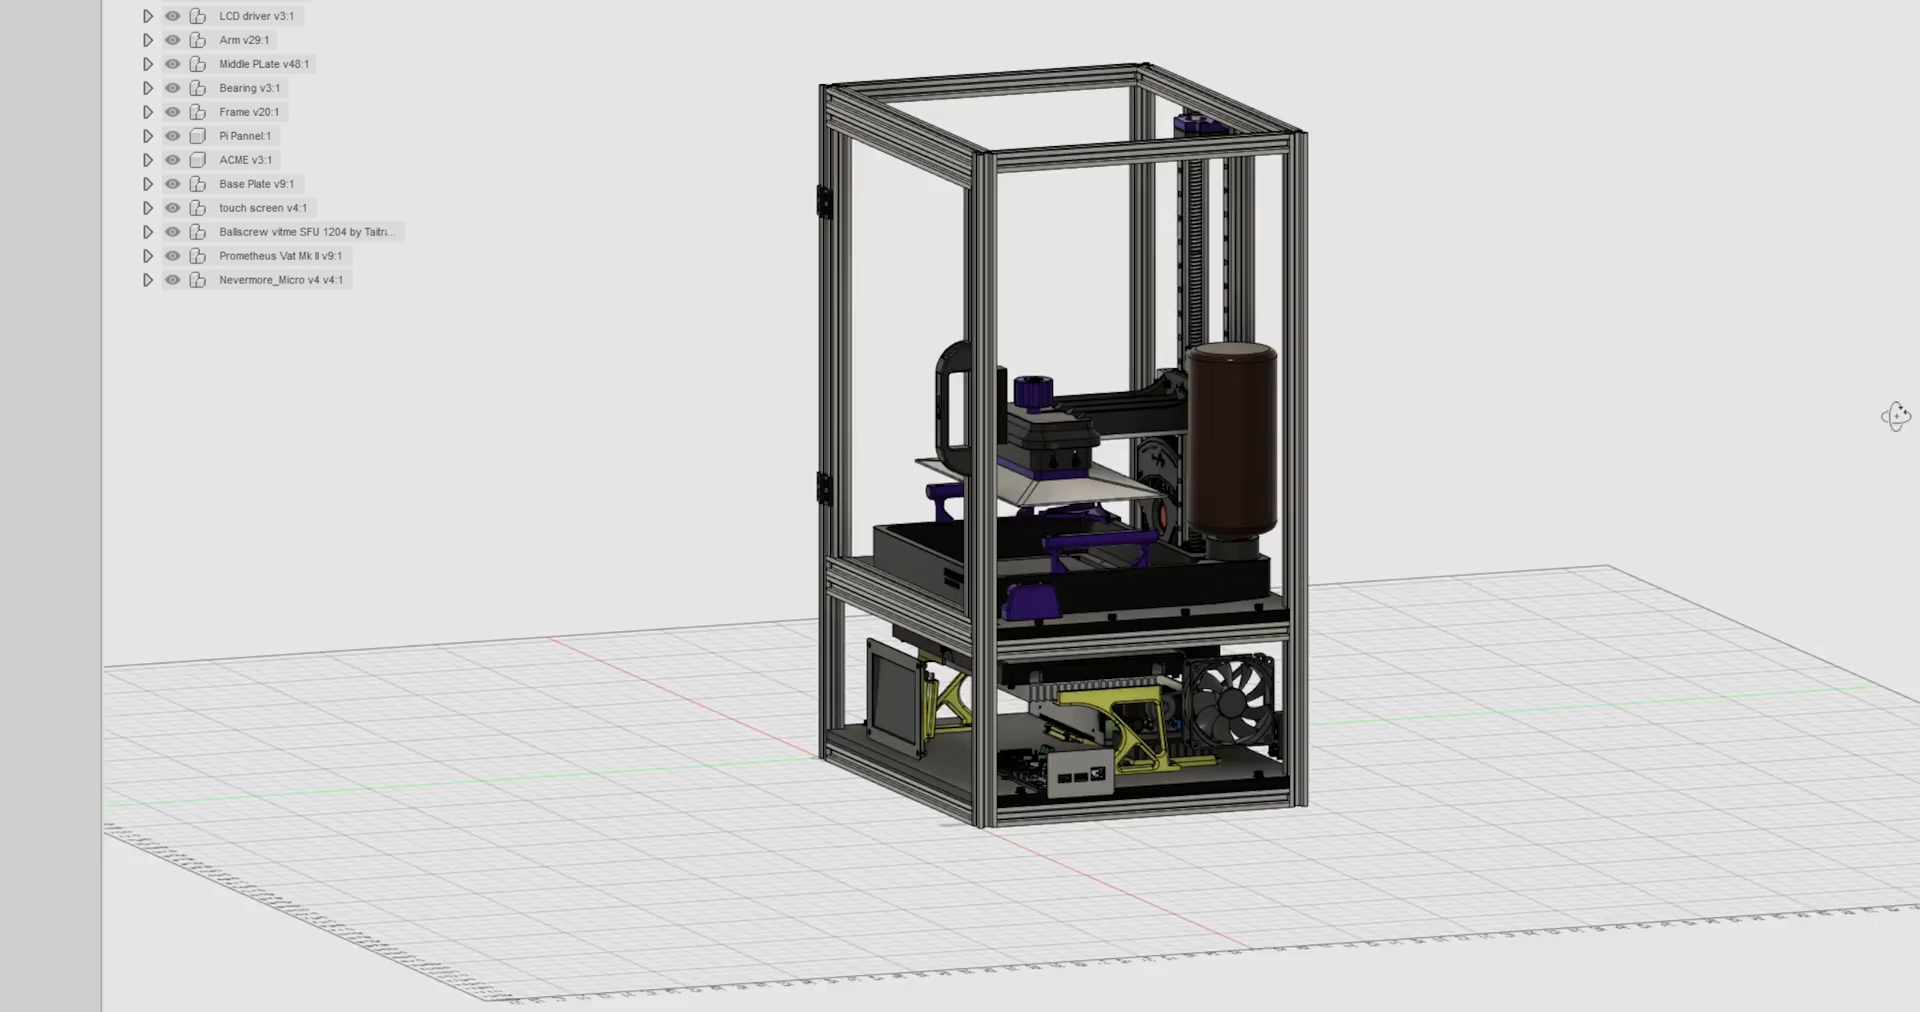 LCD driver v3:1
Arm v29:1
Middle PLate v48:1
Bearing v3:1
Frame v20:1
Pi Pannel:1
ACME v3:1
Base Plate v9:1
touch screen v4:1
Ballscrew vitme SFU 1204 by Taitru...
Prometheus Vat Mk II v9:1
Nevermore_Micro v4 v4:1